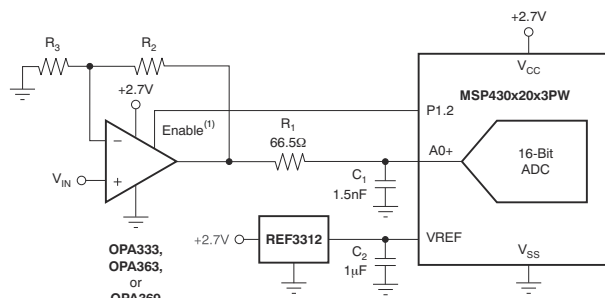 +2.7V
R3
R2
+2.7V
VCC
MSP430x20x3PW
Enable(1)
P1.2
R1
66.5Ω
−
A0+
16-Bit
ADC
VIN
+
C1
1.5nF
+2.7V
REF3312
VREF
OPA333,
OPA363,
or
OPA369
C2
1μF
VSS